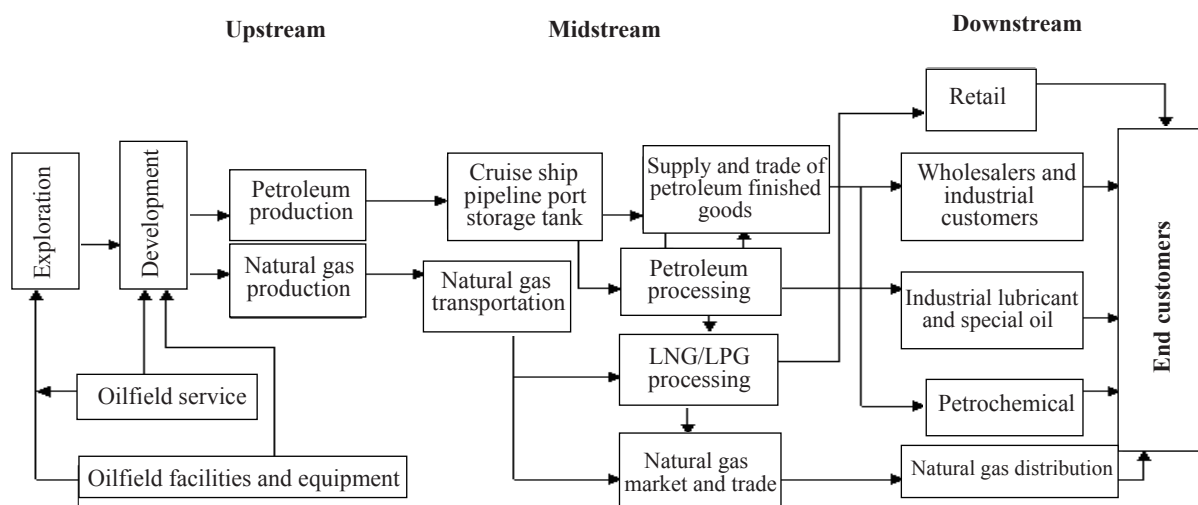 Upstream
Midstream
Downstream
Exploration
Development
Petroleum
production
Natural gas
production
Oilfield service
Oilfield facilities and equipment
Cruise ship
pipeline port
storage tank
Natural gas
transportation
Supply and trade of
petroleum finished
goods
Petroleum
processing
LNG/LPG
processing
Natural gas
market and trade
Retail
Wholesalers and
industrial
customers
Industrial lubricant
and special oil
Petrochemical
Natural gas distribution
End customers